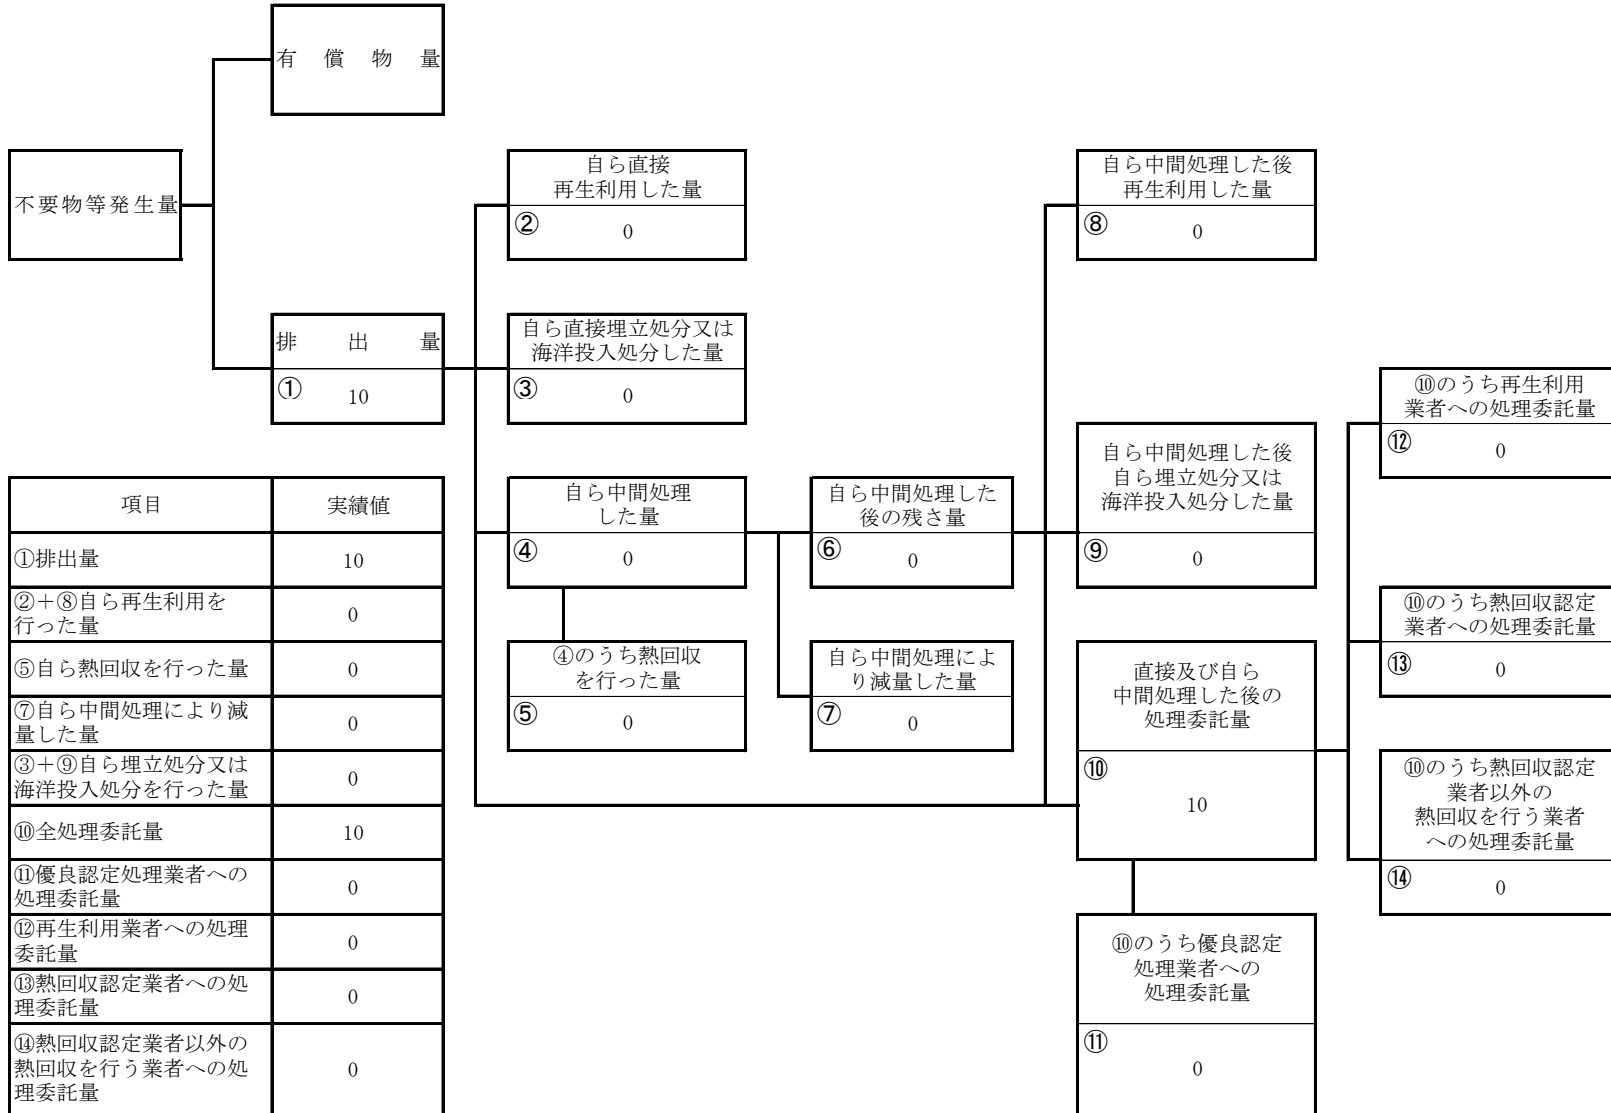 有償物量
不要物等発生量
排出量
①
10
自ら直接
再生利用した量
②
0
自ら直接埋立処分又は
海洋投入処分した量
③
0
自ら中間処理
した量
④
0
④のうち熱回収
を行った量
⑤
0
自ら中間処理した
後の残さ量
⑥
0
自ら中間処理によ
り減量した量
⑦
0
自ら中間処理した後
再生利用した量
⑧
0
自ら中間処理した後
自ら埋立処分又は
海洋投入処分した量
⑨
0
直接及び自ら
中間処理した後の
処理委託量
⑩
10
⑩のうち優良認定
処理業者への
処理委託量
⑪
0
⑩のうち再生利用
業者への処理委託量
⑫
0
⑩のうち熱回収認定
業者への処理委託量
⑬
0
⑩のうち熱回収認定
業者以外の
熱回収を行う業者
への処理委託量
⑭
0
項目 実績値
①排出量 10
②＋⑧自ら再生利用を
行った量 0
⑤自ら熱回収を行った量 0
⑦自ら中間処理により減
量した量 0
③＋⑨自ら埋立処分又は
海洋投入処分を行った量 0
⑩全処理委託量 10
⑪優良認定処理業者への
処理委託量 0
⑫再生利用業者への処理
委託量 0
⑬熱回収認定業者への処
理委託量 0
⑭熱回収認定業者以外の
熱回収を行う業者への処
理委託量 0